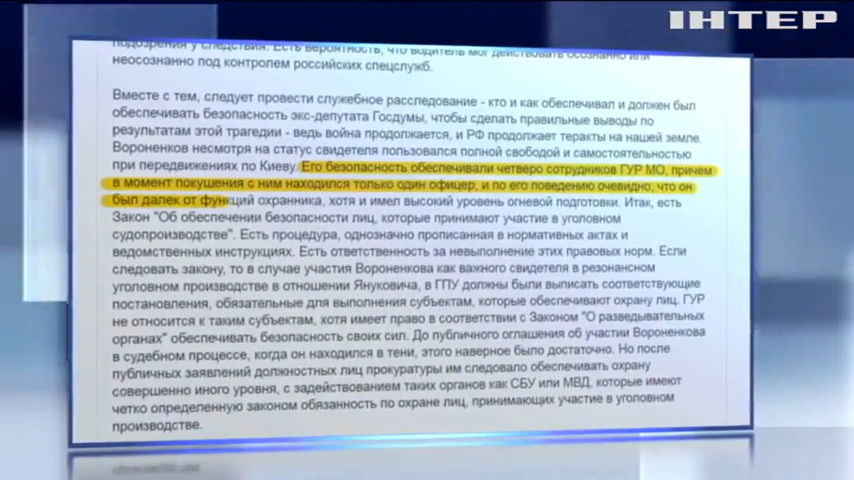 ІНТЕР
подозрения у следствия. Есть вероятность, что водитель мог действовать осознанно или
неосознанно под контролем российских спецслужб.
Вместе с тем, следует провести служебное расследование - кто и как обеспечивал и должен был
обеспечивать безопасность экс-депутата Госдумы, чтобы сделать правильные выводы по
результатам этой трагедии - ведь война продолжается, и РФ продолжает теракты на нашей земле.
Вороненков несмотря на статус свидетеля пользовался полной свободой и самостоятельностью
при передвижениях по Киеву. Его безопасность обеспечивали четверо сотрудников ГУР МО, причем
в момент покушения с ним находился только один офицер, и по его поведению очевидно, что он
был далек от функций охранника, хотя и имел высокий уровень огневой подготовки. Итак, есть
Закон "Об обеспечении безопасности лиц, которые принимают участие в уголовном
судопроизводстве". Есть процедура, однозначно прописанная в нормативных актах и
ведомственных инструкциях. Есть ответственность за невыполнение этих правовых норм. Если
следовать закону, то в случае участия Вороненкова как важного свидетеля в резонансном
уголовном производстве в отношении Януковича, в ГПУ должны были выписать соответствующие
постановления, обязательные для выполнения субъектам, которые обеспечивают охрану лиц. ГУР
не относится к таким субъектам, хотя имеет право в соответствии с Законом "О разведывательных
органах" обеспечивать безопасность своих сил. До публичного оглашения об участии Вороненкова
в судебном процессе, когда он находился в тени, этого наверное было достаточно. Но после
публичных заявлений должностных лиц прокуратуры им следовало обеспечивать охрану
совершенно иного уровня, с задействованием таких органов как СБУ или МВД, которые имеют
четко определенную законом обязанность по охране лиц, принимающих участие в уголовном
производстве.